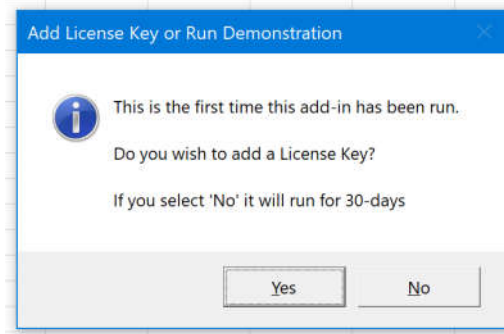 Add License Key or Run Demonstration
This is the first time this add-in has been run.
Do you wish to add a License Key?
If you select 'No' it will run for 30-days
Yes
No